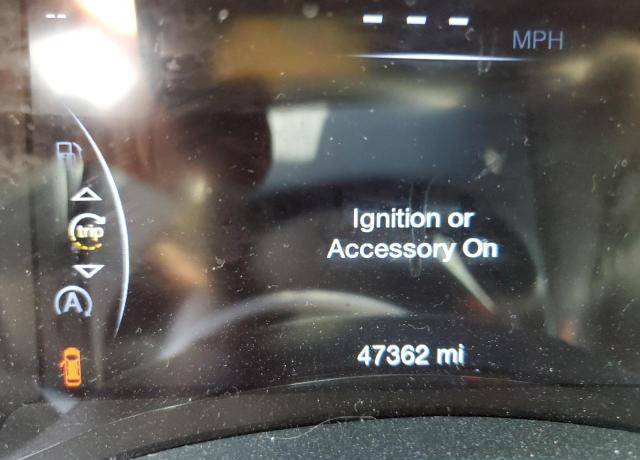 --
---
MPH
trip
Ignition or
Accessory On
A
47362 mi